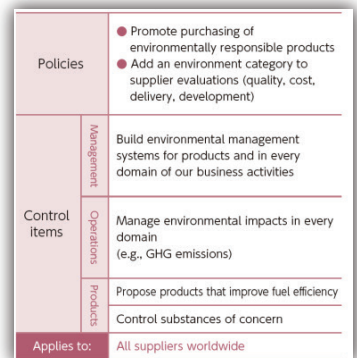 Policies
● Promote purchasing of
environmentally responsible products
● Add an environment category to
supplier evaluations (quality, cost,
delivery, development)
Control
items
Management
Build environmental management
systems for products and in every
domain of our business activities
Operations
Manage environmental impacts in every
domain
(e.g., GHG emissions)
Products
Propose products that improve fuel efficiency
Control substances of concern
Applies to:
All suppliers worldwide